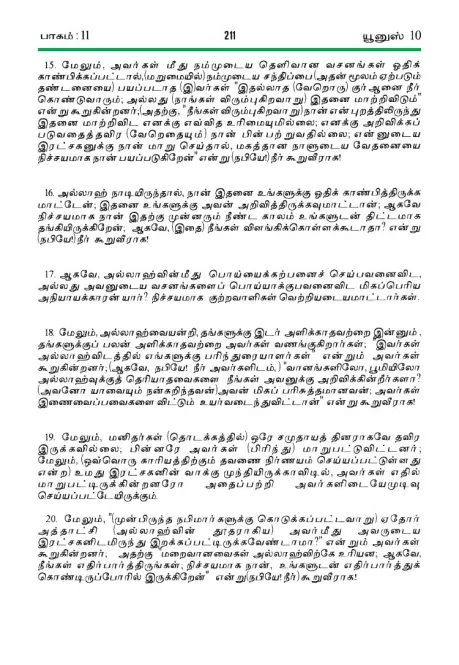 பாகம் : 11 211 யூனுஸ் 10
15. மேலும், அவர்கள் மீது நம்முடைய தெளிவான வசனங்கள் ஓதிக்
காண்பிக்கப்பட்டால்,(மறுமையில்)நம்முடைய சந்திப்பை(அதன்மூலம் ஏற்படும்
தண்டனையை) பயப்படாத (இ)வர்கள் "இதல்லாத (வேறொரு) குர்ஆனை நீர்
கொண்டுவாரும்; அல்லது (நாங்கள் விரும்புகிறவாறு) இதனை மாற்றிவிடும்"
என்று கூறுகின்றனர்;(அதற்கு, "நீங்கள்விரும்புகிறவாறு)நான் என்புறத்திலிருந்து
இதனை மாற்றிவிட எனக்கு எவ்வித உரிமையுமில்லை; எனக்கு அறிவிக்கப்
படுவதைத்தவிர (வேறெதையும்) நான் பின்பற்றுவதில்லை; என்னுடைய
இரட்சகனுக்கு நான் மாறு செய்தால், மகத்தான நாளுடைய வேதனையை
நிச்சயமாக நான் பயப்படுகிறேன்" என்று (நபியே!) நீர் கூறுவீராக!
16. அல்லாஹ் நாடியிருந்தால், நான் இதனை உங்களுக்கு ஓதிக் காண்பித்திருக்க
மாட்டேன்; இதனை உங்களுக்கு அவன் அறிவித்திருக்கவுமாட்டான்; ஆகவே
நிச்சயமாக நான் இதற்கு முன்னரும் நீண்ட காலம் உங்களுடன் திட்டமாக
தங்கியிருக்கிறேன்; ஆகவே, (இதை) நீங்கள் விளங்கிக்கொள்ளக்கூடாதா? என்று
(நபியே!) நீர் கூறுவீராக!
17. ஆகவே, அல்லாஹ்வின்மீது பொய்யைக்கற்பனைச் செய்பவனைவிட,
அல்லது அவனுடைய வசனங்களைப் பொய்யாக்குபவனைவிட மிகப்பெரிய
அநியாயக்காரன் யார்? நிச்சயமாக குற்றவாளிகள் வெற்றியடையமாட்டார்கள்.
18. மேலும், அல்லாஹ்வையன்றி, தங்களுக்கு இடர் அளிக்காதவற்றை இன்னும்,
தங்களுக்குப் பலன் அளிக்காதவற்றை அவர்கள் வணங்குகிறார்கள்; "இவர்கள்
அல்லாஹ்விடத்தில் எங்களுக்கு பரிந்துரையாளர்கள்" என்றும் அவர்கள்
கூறுகின்றனர்; (ஆகவே, நபியே! நீர் அவர்களிடம்,) "வானங்களிலோ, பூமியிலோ
அல்லாஹ்வுக்குத் தெரியாதவைகளை நீங்கள் அவனுக்கு அறிவிக்கின்றீர்களா?
(அவனோ யாவையும் நன்கறிந்தவன்)அவன் மிகப் பரிசுத்தமானவன்; அவர்கள்
இணைவைப்பவைகளைவிட்டும் உயர்வடைந்துவிட்டான்" என்று கூறுவீராக!
19. மேலும், மனிதர்கள் (தொடக்கத்தில்) ஒரே சமுதாயத்தினராகவே தவிர
இருக்கவில்லை; பின்னரே அவர்கள் (பிரிந்து) மாறுபட்டுவிட்டனர்;
மேலும், (ஒவ்வொரு காரியத்திற்கும் தவணை நிர்ணயம் செய்யப்பட்டுள்ளது
என்ற) உமது இரட்சகனின் வாக்கு முந்தியிருக்காவிடில், அவர்கள் எதில்
மாறுபட்டிருக்கின்றனரோ அதைப்பற்றி அவர்களிடையேமுடிவு
செய்யப்பட்டேயிருக்கும்.
20. மேலும், "(முன்பிருந்த நபிமார்களுக்கு கொடுக்கப்பட்டவாறு) ஏதோர்
அத்தாட்சி (அல்லாஹ்வின் தூதராகிய) அவர்மீது அவருடைய
இரட்சகனிடமிருந்து இறக்கப்பட்டிருக்கவேண்டாமா?" என்றும் அவர்கள்
கூறுகின்றனர், அதற்கு "மறைவானவைகள் அல்லாஹ்விற்கே உரியன; ஆகவே,
நீங்கள் எதிர்பார்த்திருங்கள்; நிச்சயமாக நான், உங்களுடன் எதிர்பார்த்துக்
கொண்டிருப்போரில் இருக்கிறேன்" என்று(நபியே!நீர்)கூறுவீராக!